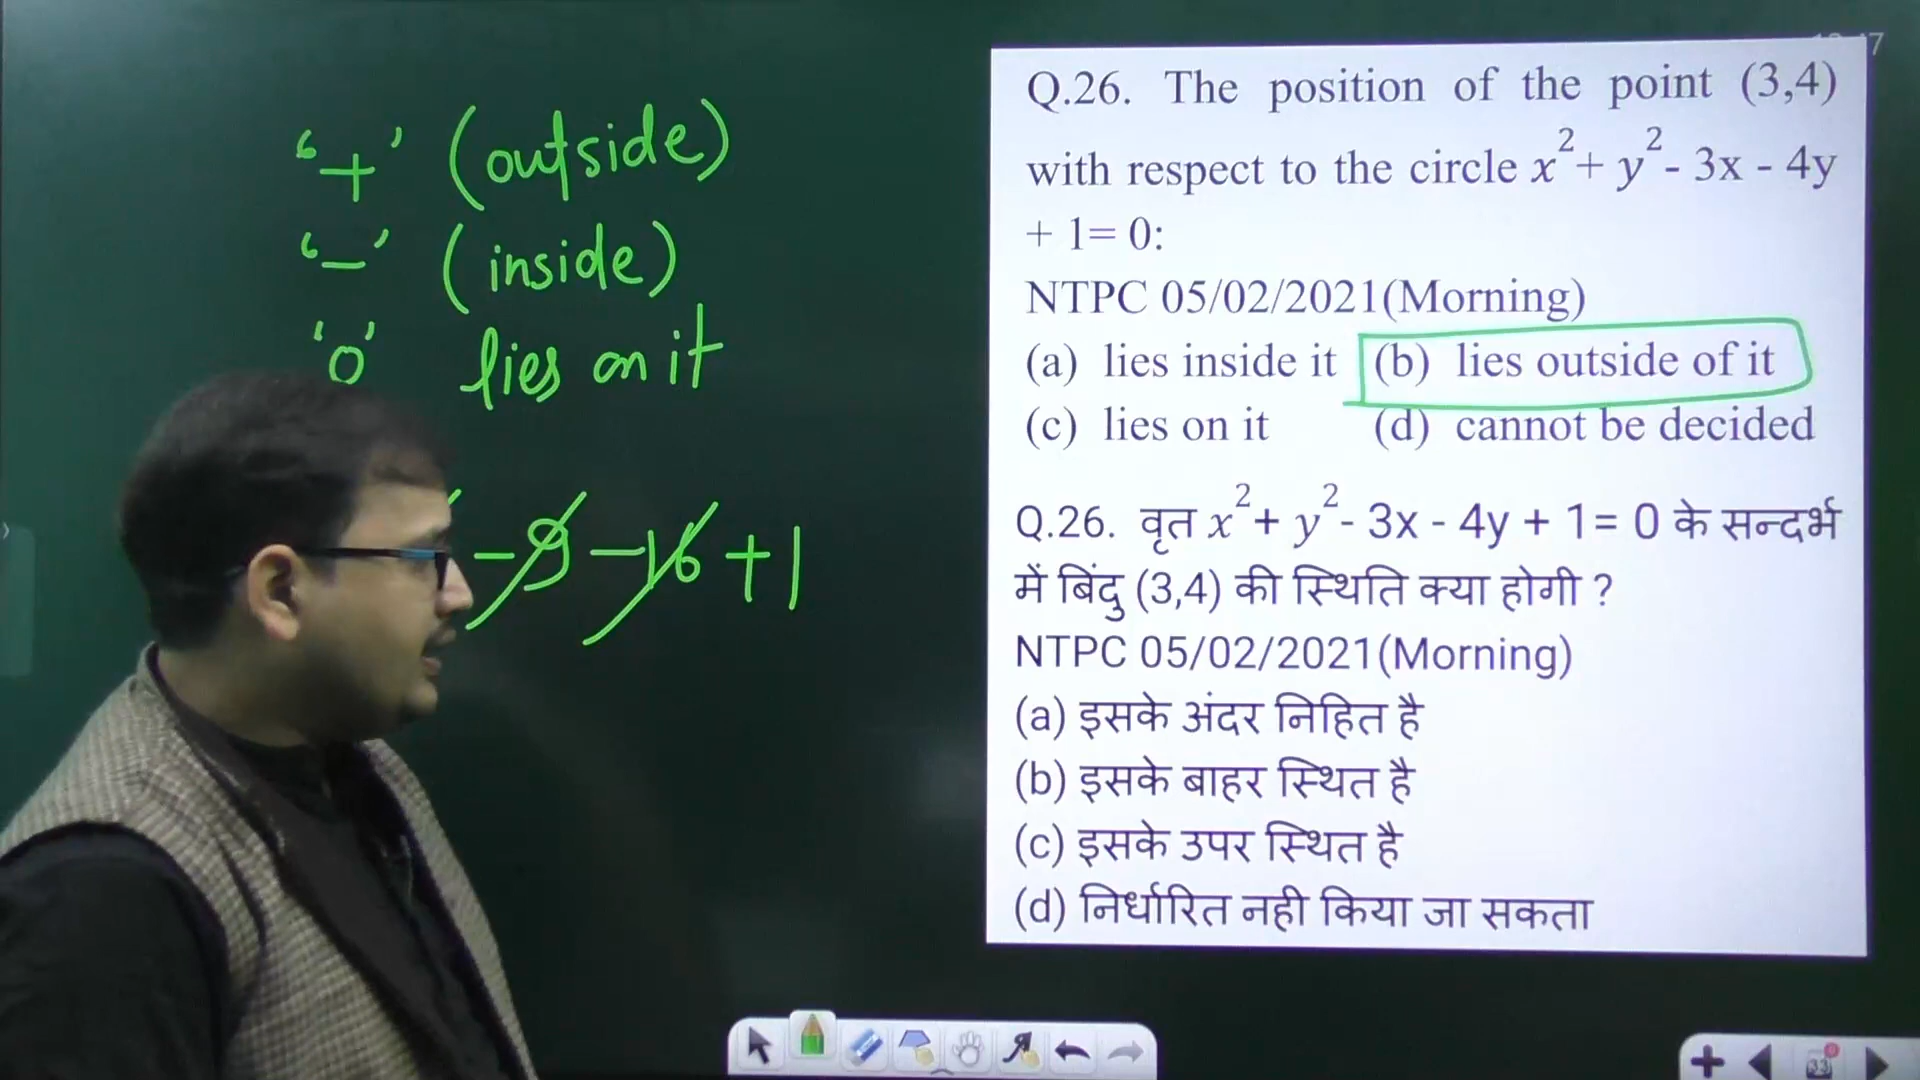 ‘+’ (outside)
‘-’ (inside)
‘0’ lies on it
-9 -16 +1
Q.26. The position of the point (3,4)
with respect to the circle x²+ y²- 3x - 4y
+ 1= 0:
NTPC 05/02/2021(Morning)
(a) lies inside it (b) lies outside of it
(c) lies on it (d) cannot be decided
Q.26. वृत x²+ y²- 3x - 4y + 1= 0 के सन्दर्भ
में बिंदु (3,4) की स्थिति क्या होगी ?
NTPC 05/02/2021(Morning)
(a) इसके अंदर निहित है
(b) इसके बाहर स्थित है
(c) इसके उपर स्थित है
(d) निर्धारित नही किया जा सकता
33